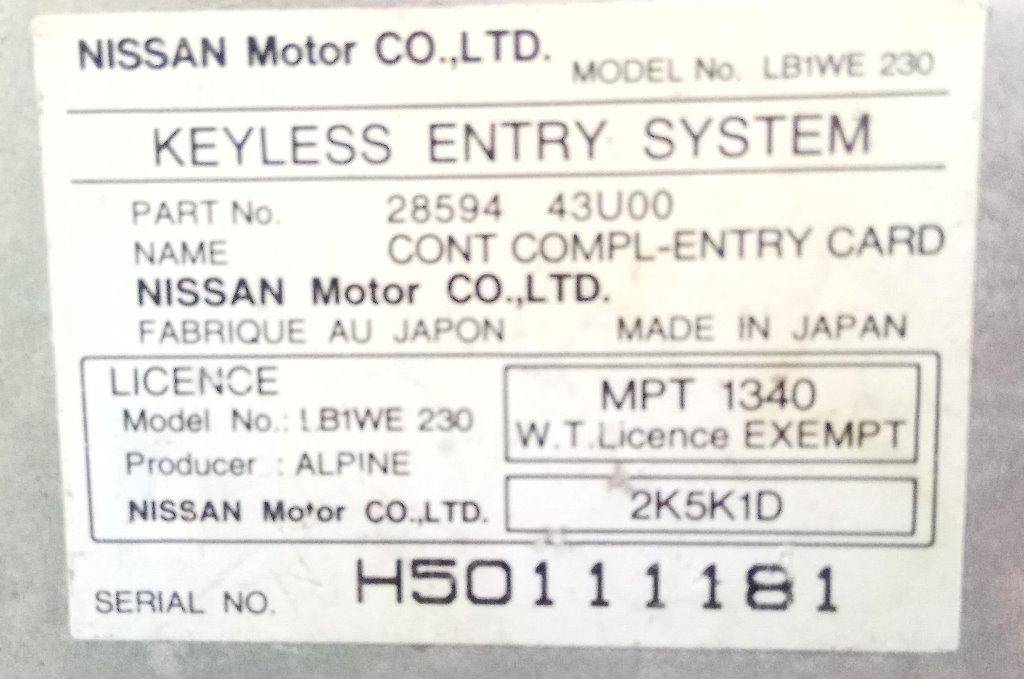 NISSAN Motor CO.,LTD. MODEL No. LB1WE 230
KEYLESS ENTRY SYSTEM
PART No. 28594 43U00
NAME CONT COMPL-ENTRY CARD
NISSAN Motor CO.,LTD.
FABRIQUE AU JAPON MADE IN JAPAN
LICENCE
Model No.: LB1WE 230
Producer : ALPINE
NISSAN Motor CO.,LTD.
MPT 1340
W.T.Licence EXEMPT
2K5K1D
SERIAL NO. H50111181